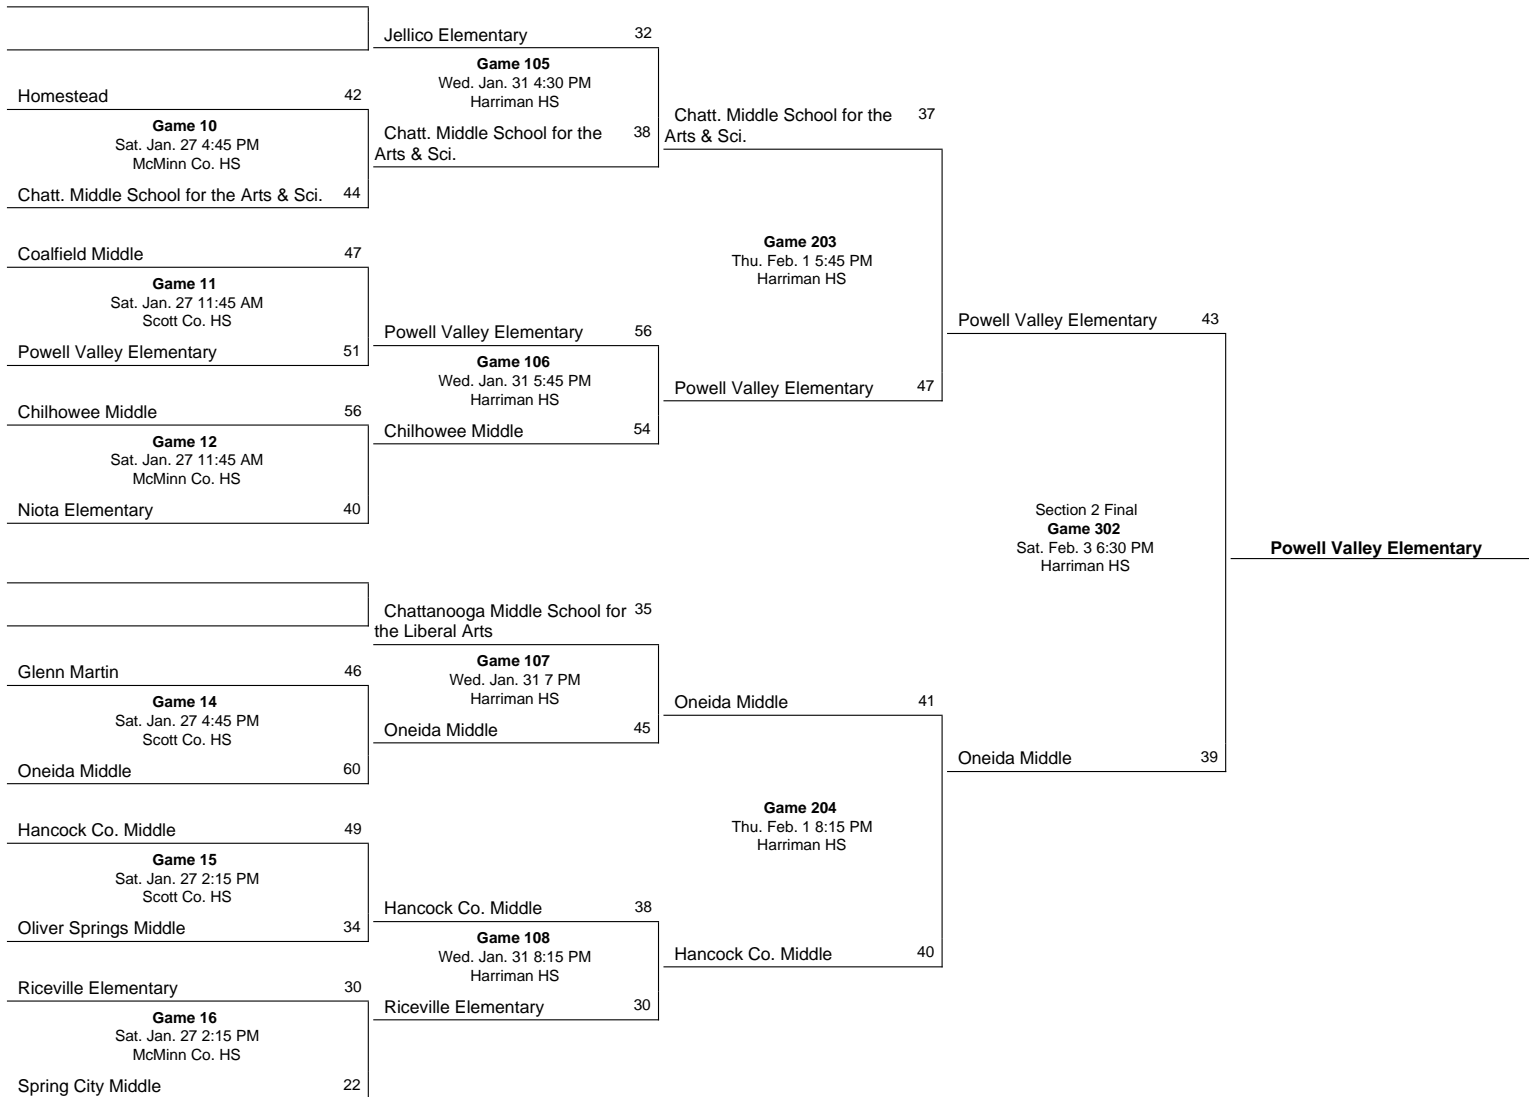 Jellico Elementary 32
Game 105
Wed. Jan. 31 4:30 PM
Harriman HS
Chatt. Middle School for the 38
Arts & Sci.
Homestead 42
Game 10
Sat. Jan. 27 4:45 PM
McMinn Co. HS
Chatt. Middle School for the Arts & Sci. 44
Chatt. Middle School for the 37
Arts & Sci.
Coalfield Middle 47
Game 11
Sat. Jan. 27 11:45 AM
Scott Co. HS
Powell Valley Elementary 51
Game 203
Thu. Feb. 1 5:45 PM
Harriman HS
Powell Valley Elementary 56
Game 106
Wed. Jan. 31 5:45 PM
Harriman HS
Chilhowee Middle 54
Powell Valley Elementary 47
Powell Valley Elementary 43
Chilhowee Middle 56
Game 12
Sat. Jan. 27 11:45 AM
McMinn Co. HS
Niota Elementary 40
Section 2 Final
Game 302
Sat. Feb. 3 6:30 PM
Harriman HS
Powell Valley Elementary
Chattanooga Middle School for 35
the Liberal Arts
Game 107
Wed. Jan. 31 7 PM
Harriman HS
Oneida Middle 45
Glenn Martin 46
Game 14
Sat. Jan. 27 4:45 PM
Scott Co. HS
Oneida Middle 60
Oneida Middle 41
Oneida Middle 39
Hancock Co. Middle 49
Game 15
Sat. Jan. 27 2:15 PM
Scott Co. HS
Oliver Springs Middle 34
Game 204
Thu. Feb. 1 8:15 PM
Harriman HS
Hancock Co. Middle 38
Game 108
Wed. Jan. 31 8:15 PM
Harriman HS
Riceville Elementary 30
Hancock Co. Middle 40
Riceville Elementary 30
Game 16
Sat. Jan. 27 2:15 PM
McMinn Co. HS
Spring City Middle 22